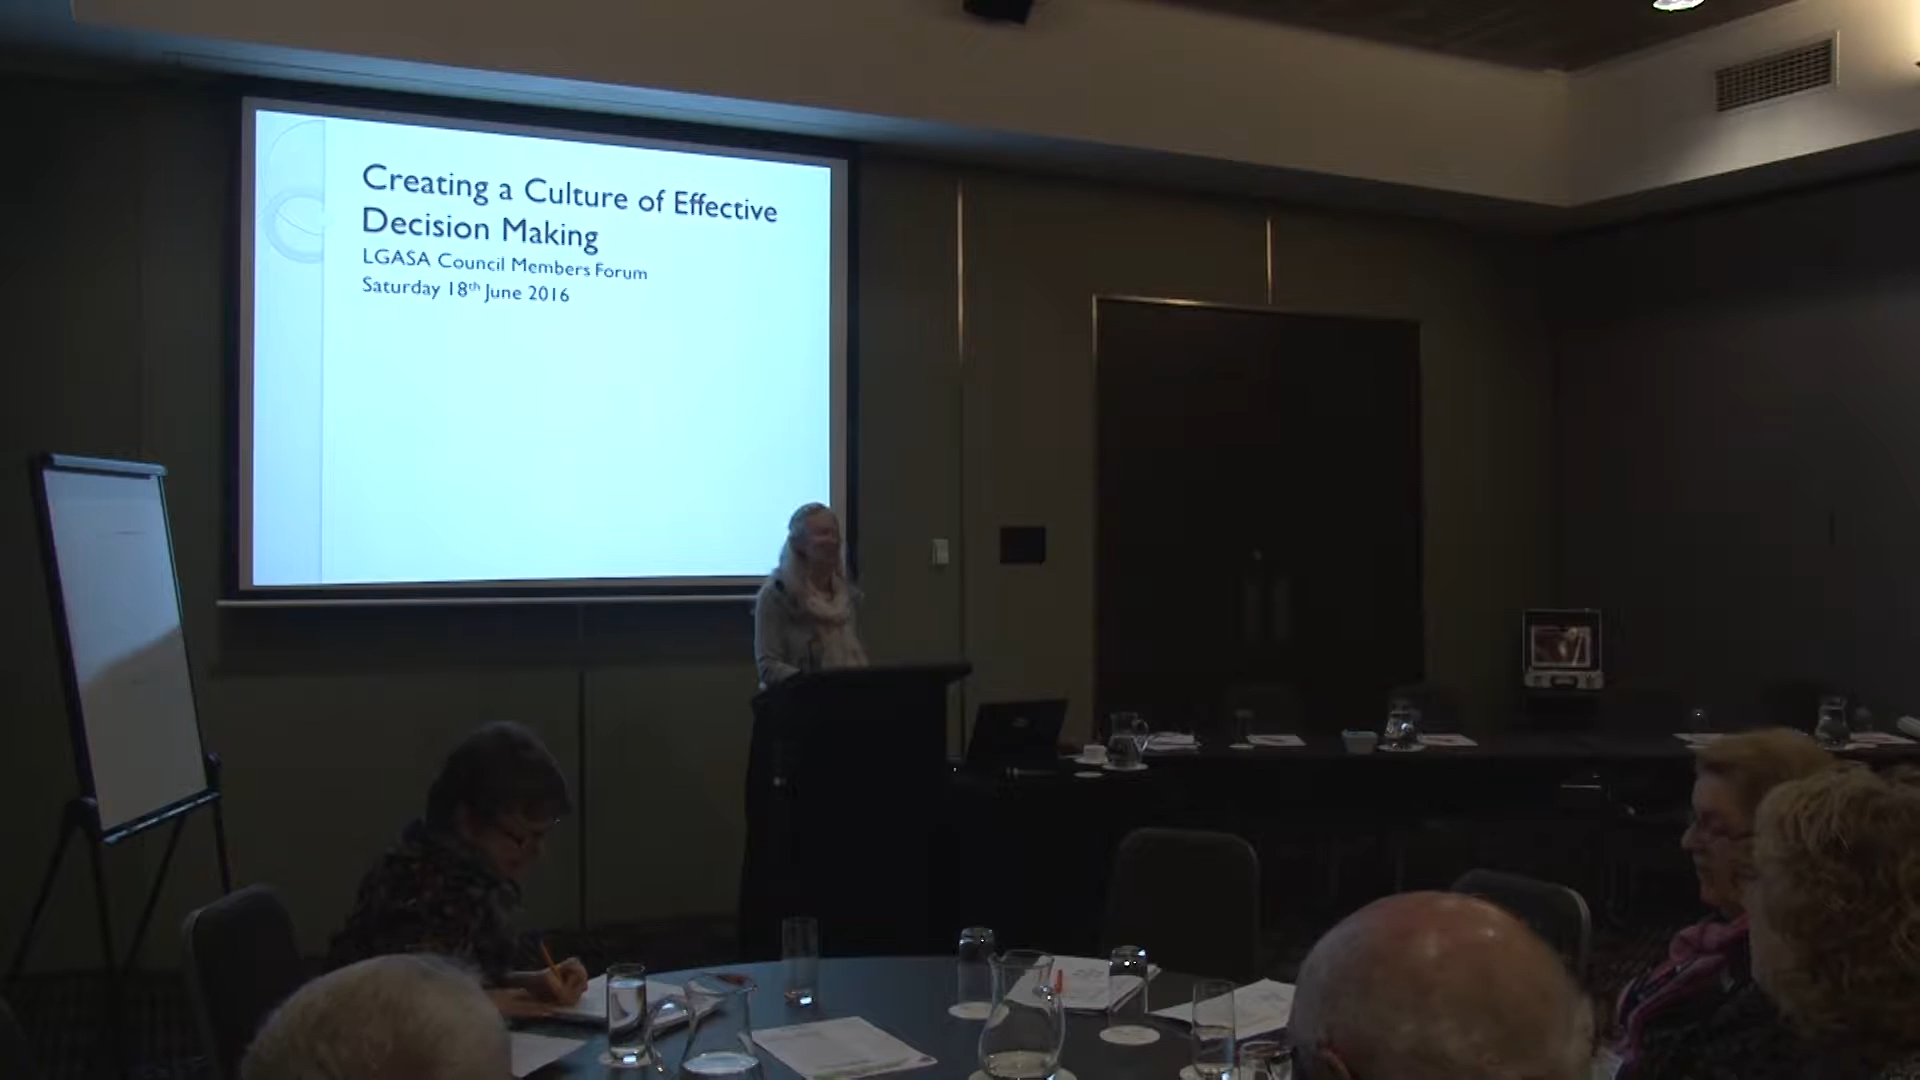 Creating a Culture of Effective
Decision Making
LGASA Council Members Forum
Saturday 18th June 2016